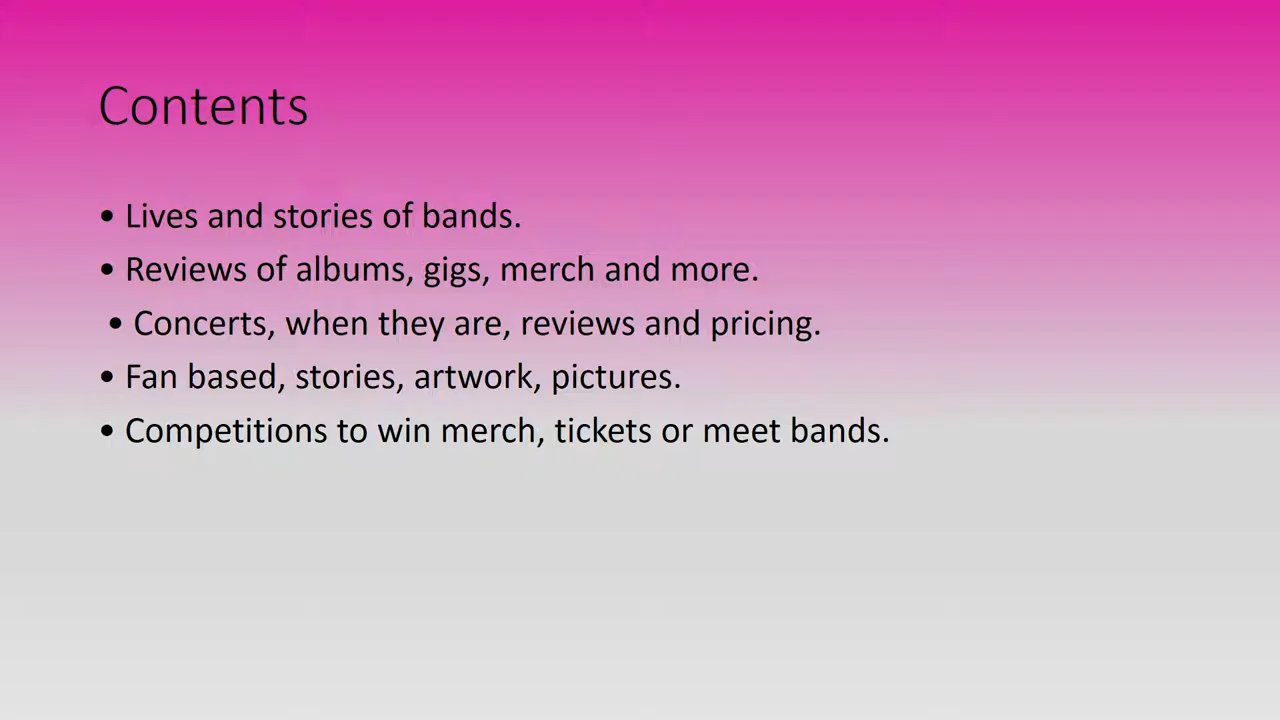 Contents
• Lives and stories of bands.
• Reviews of albums, gigs, merch and more.
• Concerts, when they are, reviews and pricing.
• Fan based, stories, artwork, pictures.
• Competitions to win merch, tickets or meet bands.